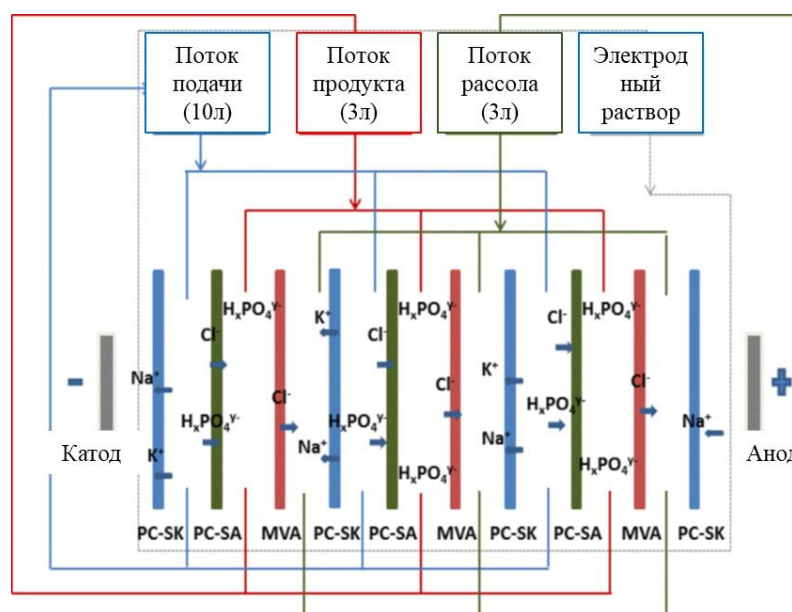 Поток
подачи
(10л)
Поток
продукта
(3л)
Поток
рассола
(3л)
Электрод
ный
раствор
HₓPO₄ʸ⁻
K⁺
HₓPO₄ʸ⁻
Cl⁻
HₓPO₄ʸ⁻
Cl⁻
Cl⁻
-
Na⁺
K⁺
Cl⁻
Cl⁻
Cl⁻
+
HₓPO₄ʸ⁻
HₓPO₄ʸ⁻
HₓPO₄ʸ⁻
Na⁺
Катод
K⁺
Na⁺
Na⁺
HₓPO₄ʸ⁻
HₓPO₄ʸ⁻
Анод
PC-SK PC-SA MVA PC-SK PC-SA MVA PC-SK PC-SA MVA PC-SK